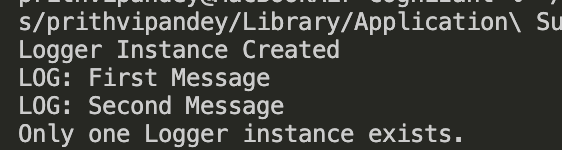 s/prithvipandey/Library/Application\ Su
Logger Instance Created
LOG: First Message
LOG: Second Message
Only one Logger instance exists.